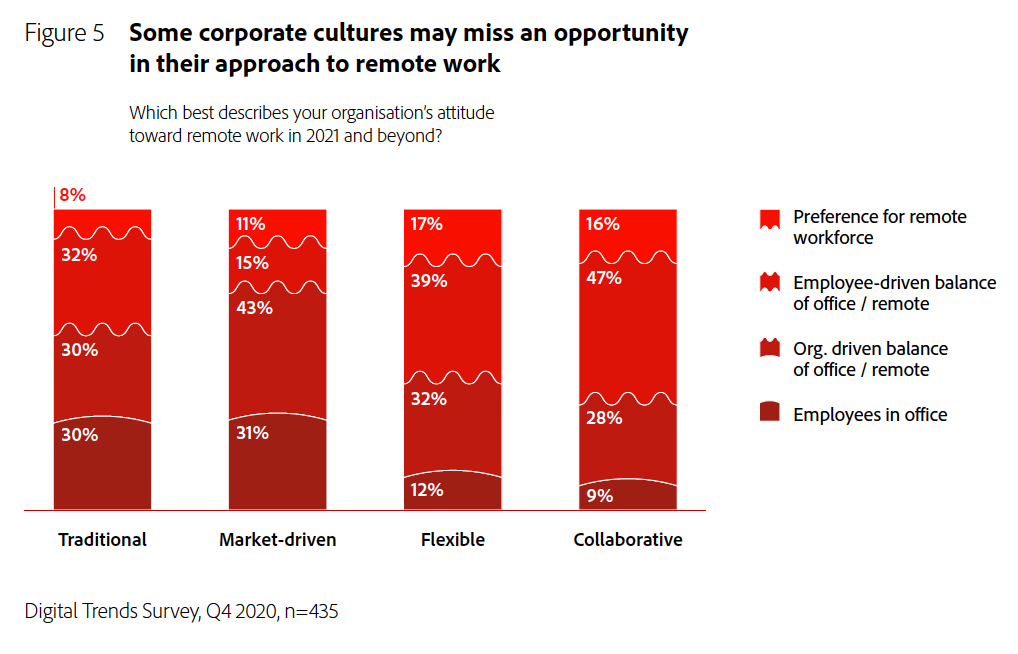 Figure 5
Some corporate cultures may miss an opportunity
in their approach to remote work
Which best describes your organisation's attitude
toward remote work in 2021 and beyond?
8%
32%
30%
30%
11%
15%
43%
31%
17%
39%
32%
12%
16%
47%
28%
9%
Preference for remote
workforce
Employee-driven balance
of office / remote
Org. driven balance
of office / remote
Employees in office
Traditional
Market-driven
Flexible
Collaborative
Digital Trends Survey, Q4 2020, n=435